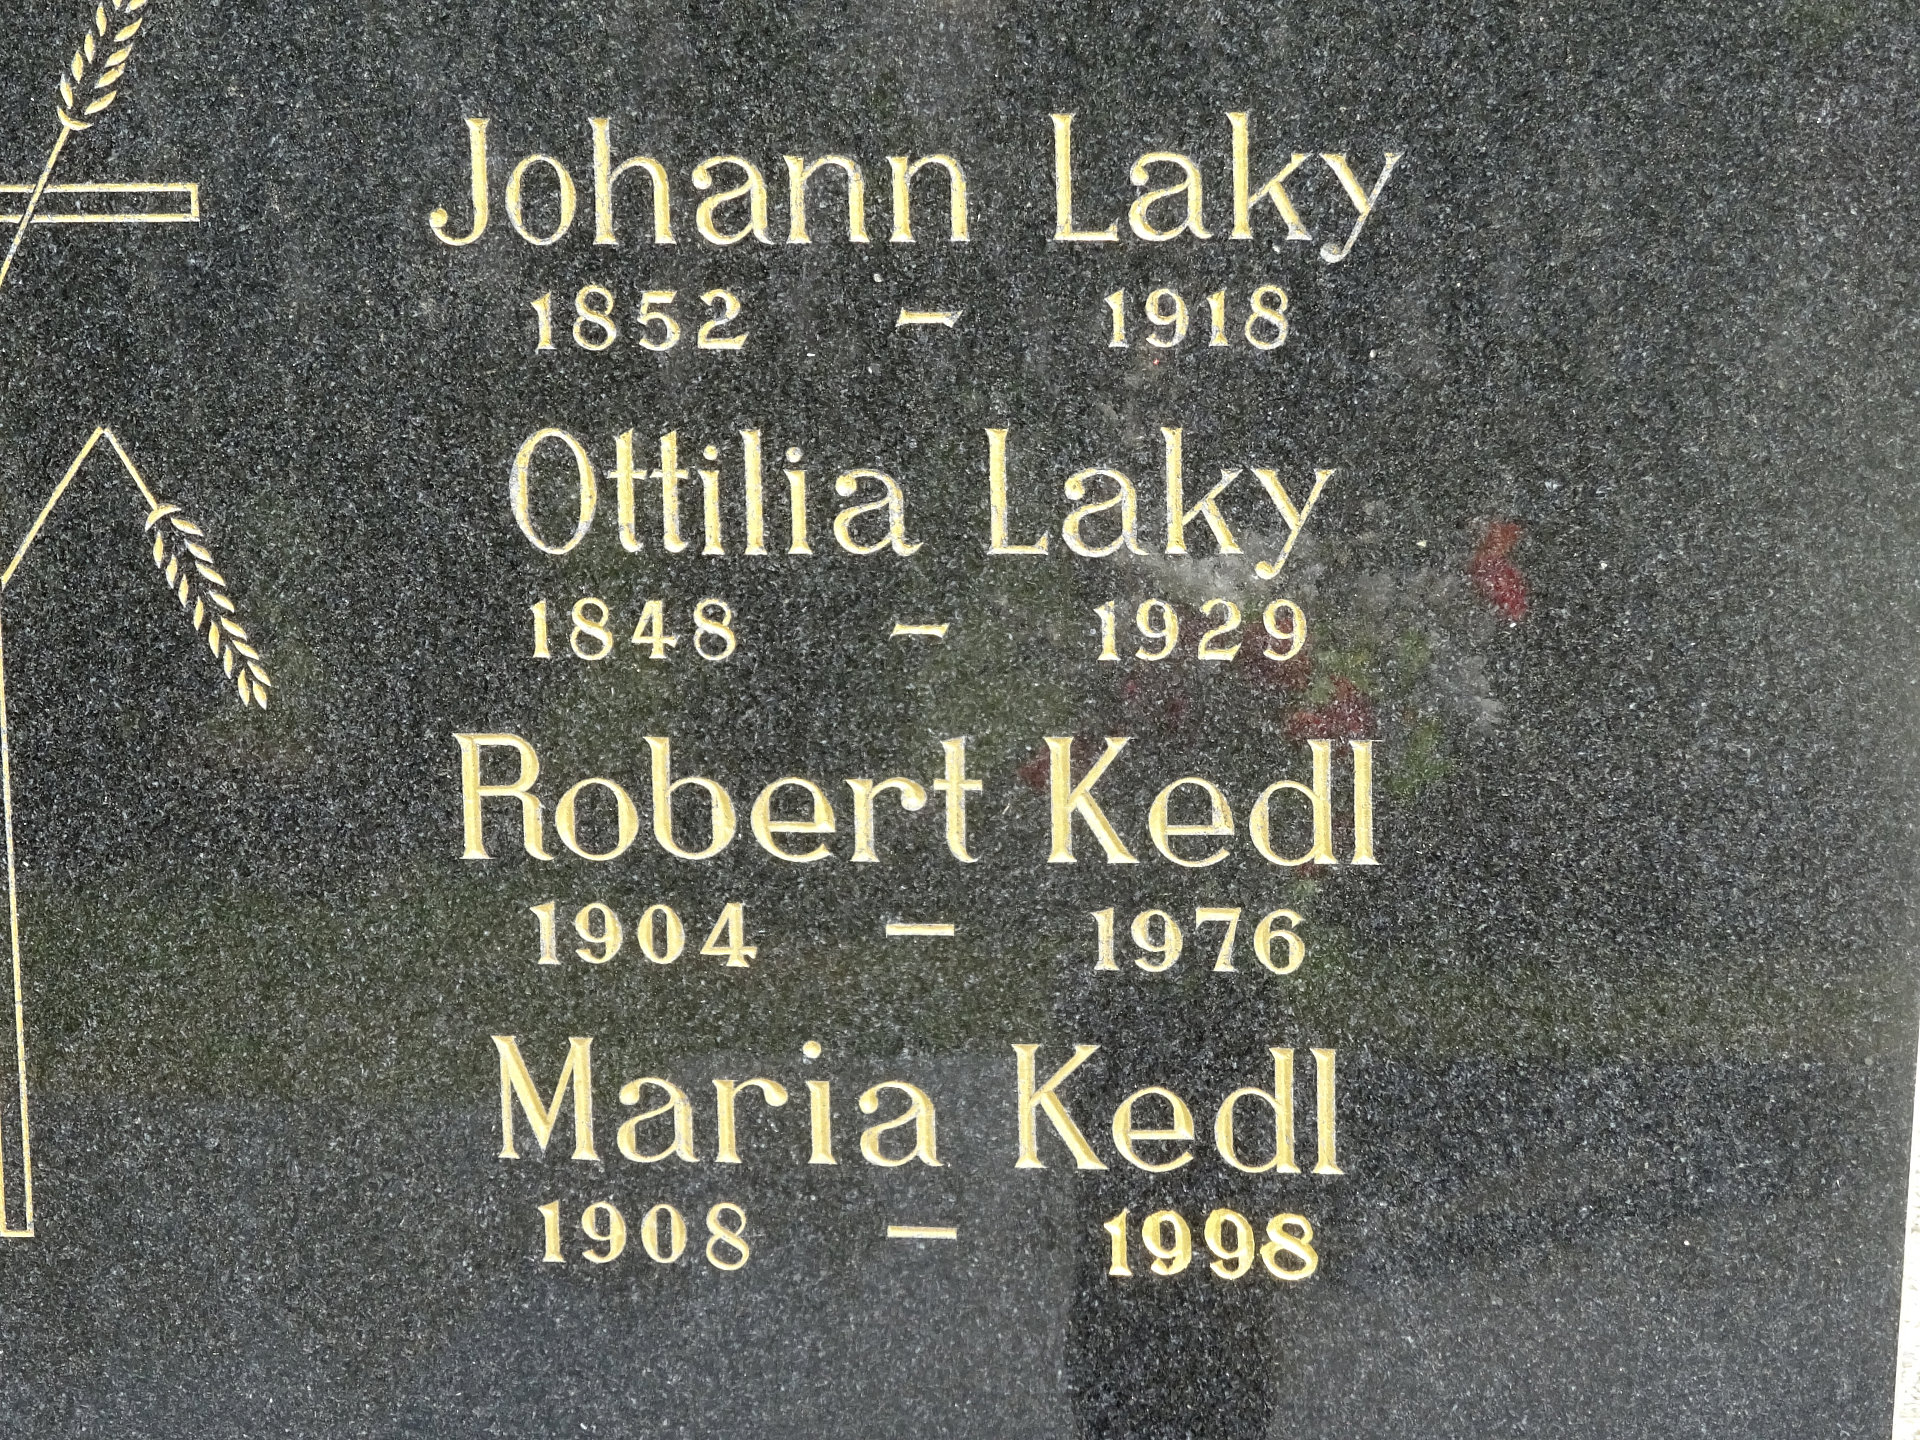 Johann Laky
1852 – 1918
Ottilia Laky
1848 – 1929
Robert Kedl
1904 – 1976
Maria Kedl
1908 – 1998